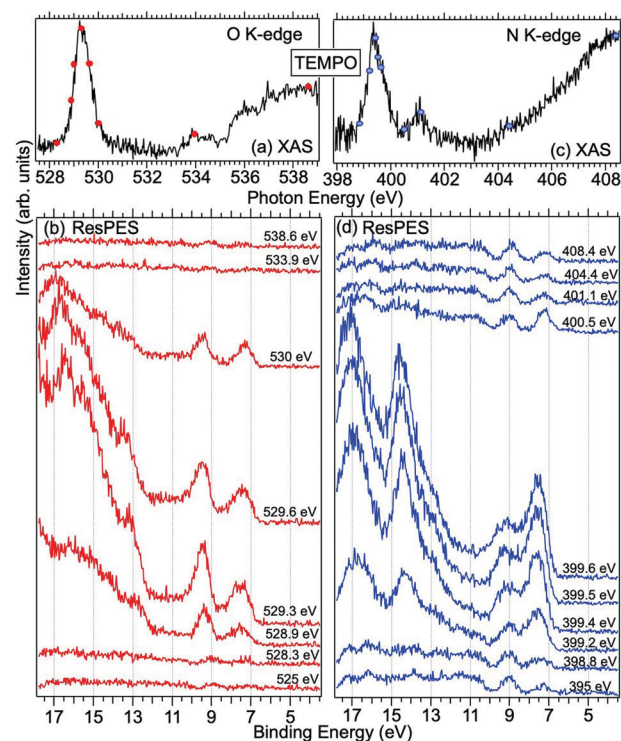 O K-edge
N K-edge
TEMPO
(a) XAS
(c) XAS
528 530 532 534 536 538
398 400 402 404 406 408
Photon Energy (eV)
Intensity (arb. units)
(b) ResPES
538.6 eV
533.9 eV
530 eV
529.6 eV
529.3 eV
528.9 eV
528.3 eV
525 eV
(d) ResPES
408.4 eV
404.4 eV
401.1 eV
400.5 eV
399.6 eV
399.5 eV
399.4 eV
399.2 eV
398.8 eV
395 eV
17 15 13 11 9 7 5
17 15 13 11 9 7 5
Binding Energy (eV)